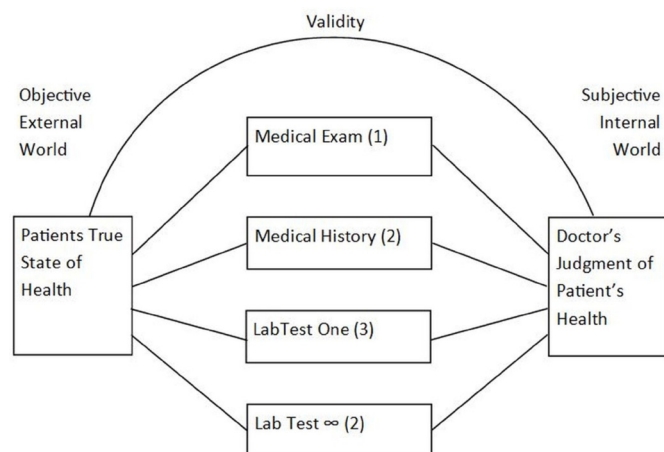 Validity
Objective
External
World
Subjective
Internal
World
Medical Exam (1)
Patients True
State of
Health
Medical History (2)
Doctor's
Judgment of
Patient's
Health
LabTest One (3)
Lab Test ∞ (2)